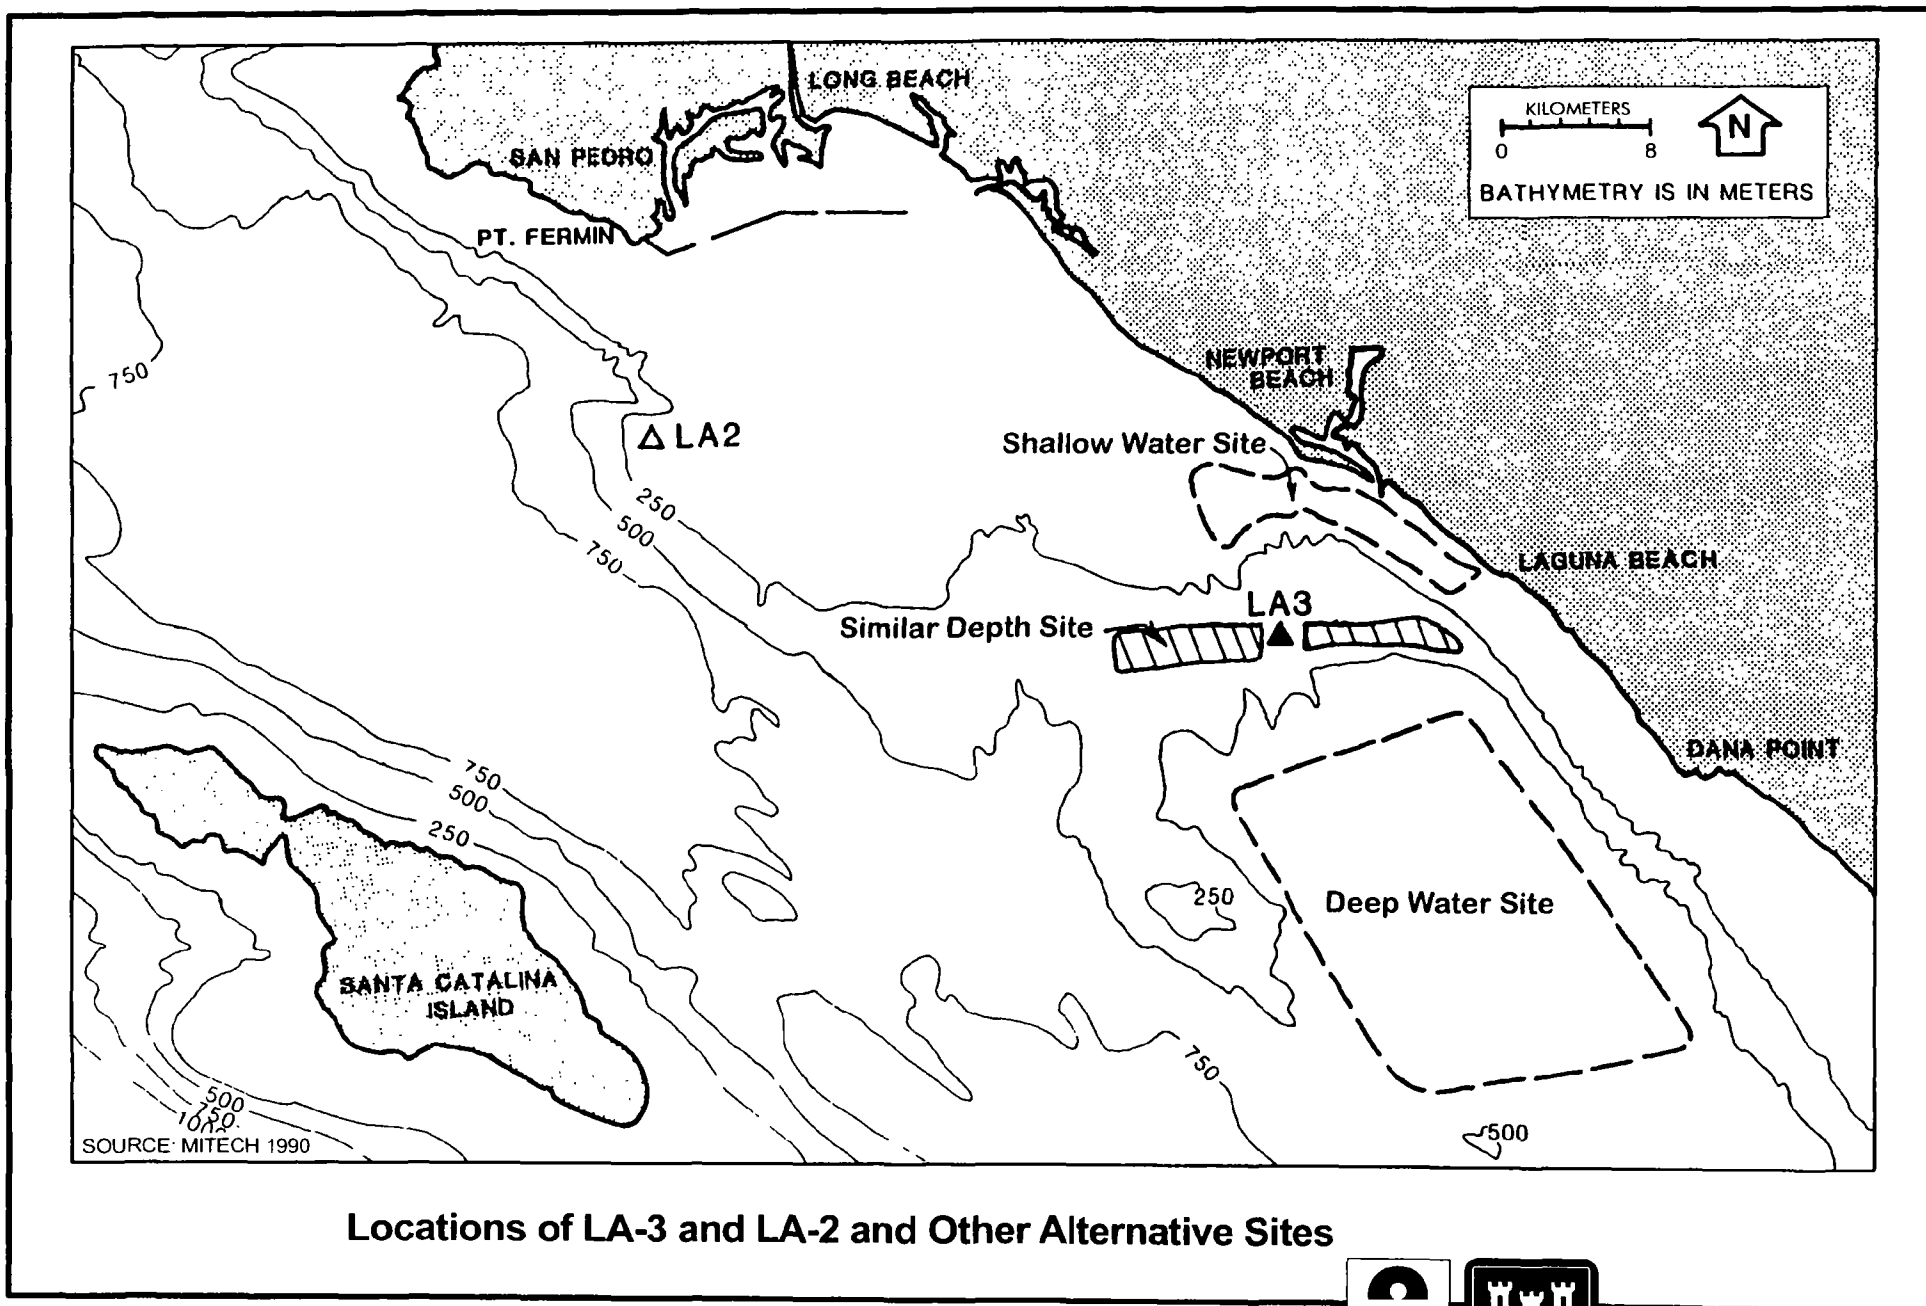 LONG BEACH
KILOMETERS
N
0 8
BATHYMETRY IS IN METERS
SAN PEDRO
PT. FERMIN
750
NEWPORT
BEACH
LA2
Shallow Water Site
250
500
750
LAGUNA BEACH
LA3
Similar Depth Site
DANA POINT
750
500
250
250
Deep Water Site
SANTA CATALINA
ISLAND
750
500
750
500
SOURCE: MITECH 1990
Locations of LA-3 and LA-2 and Other Alternative Sites